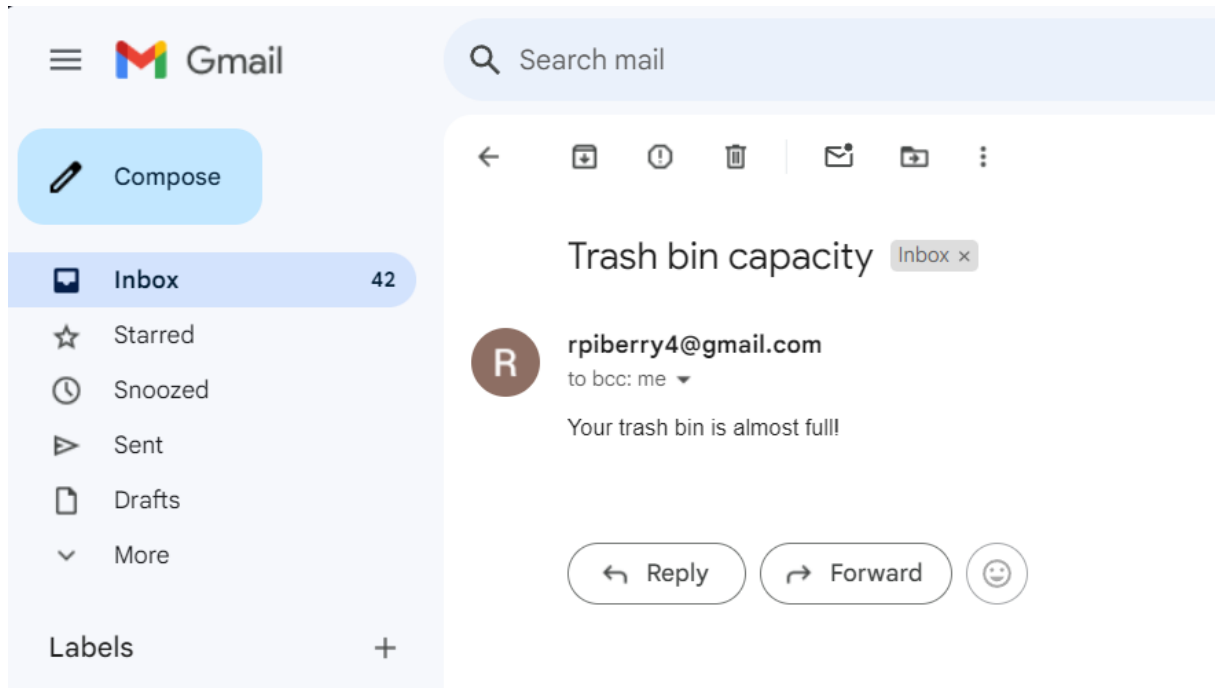 Gmail
Search mail
Compose
Inbox 42
Starred
Snoozed
Sent
Drafts
More
Labels
Trash bin capacity Inbox ×
R
rpiberry4@gmail.com
to bcc: me
Your trash bin is almost full!
Reply Forward